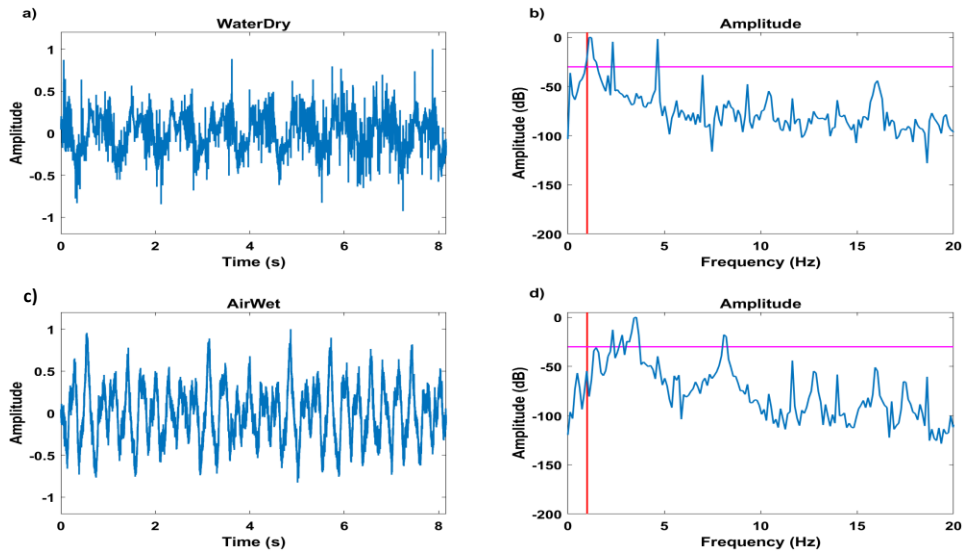 a)
WaterDry
Amplitude
1
0.5
0
-0.5
-1
0
2
4
6
8
Time (s)
b)
Amplitude
Amplitude (dB)
0
-50
-100
-150
-200
0
5
10
15
20
Frequency (Hz)
c)
AirWet
Amplitude
1
0.5
0
-0.5
-1
0
2
4
6
8
Time (s)
d)
Amplitude
Amplitude (dB)
0
-50
-100
-150
-200
0
5
10
15
20
Frequency (Hz)